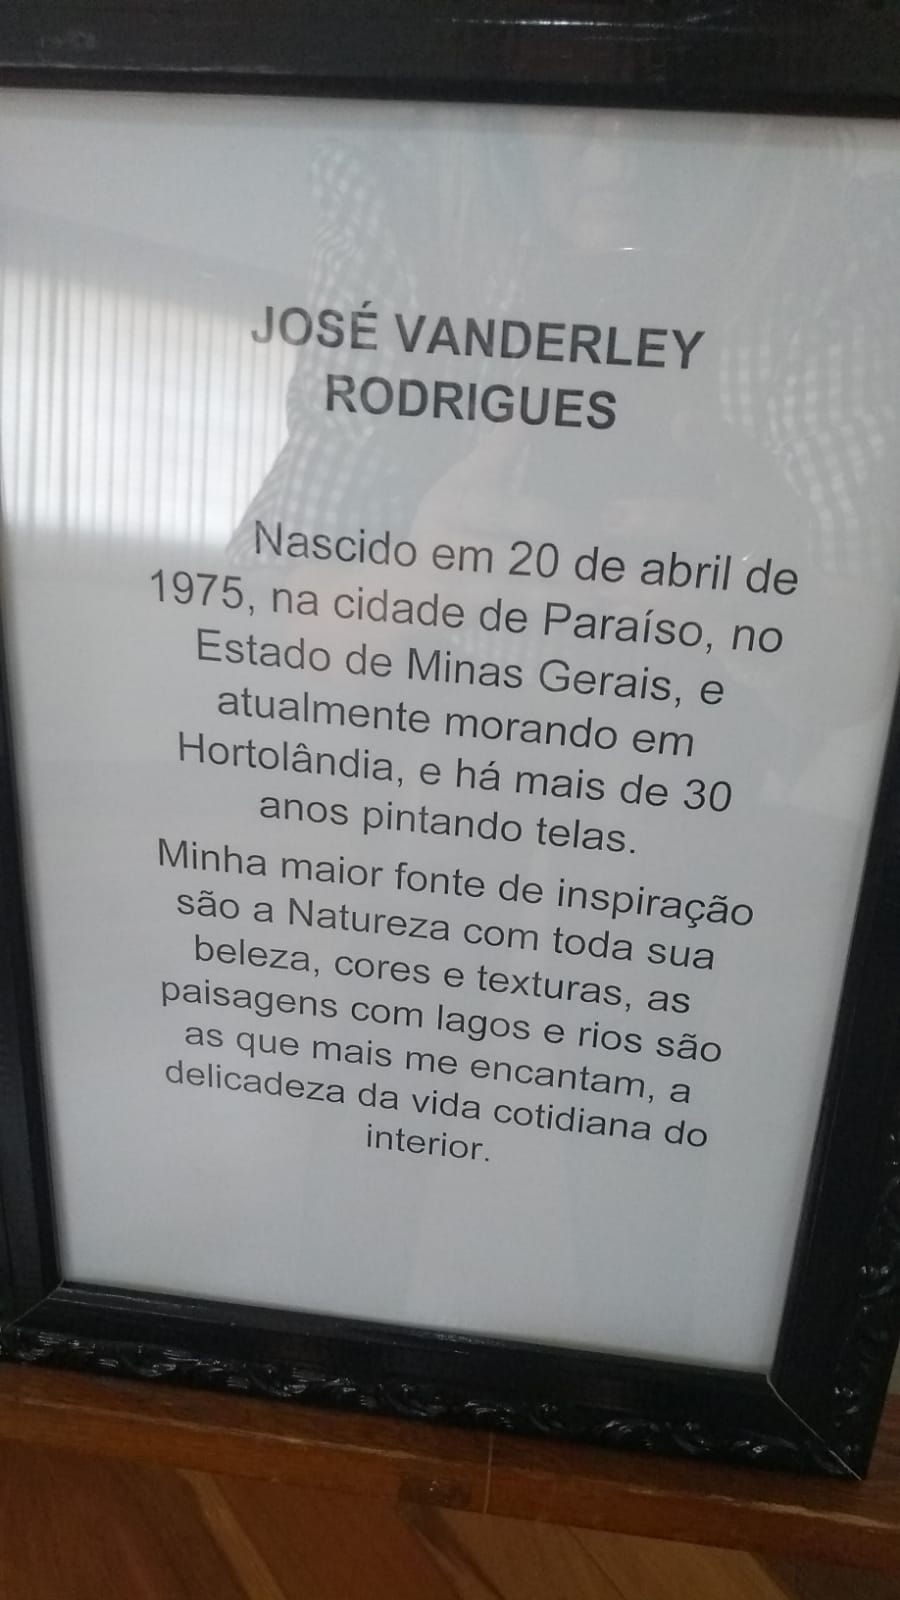 JOSÉ VANDERLEY
RODRIGUES
Nascido em 20 de abril de
1975, na cidade de Paraíso, no
Estado de Minas Gerais, e
atualmente morando em
Hortolândia, e há mais de 30
anos pintando telas.
Minha maior fonte de inspiração
são a Natureza com toda sua
beleza, cores e texturas, as
paisagens com lagos e rios são
as que mais me encantam, a
delicadeza da vida cotidiana do
interior.